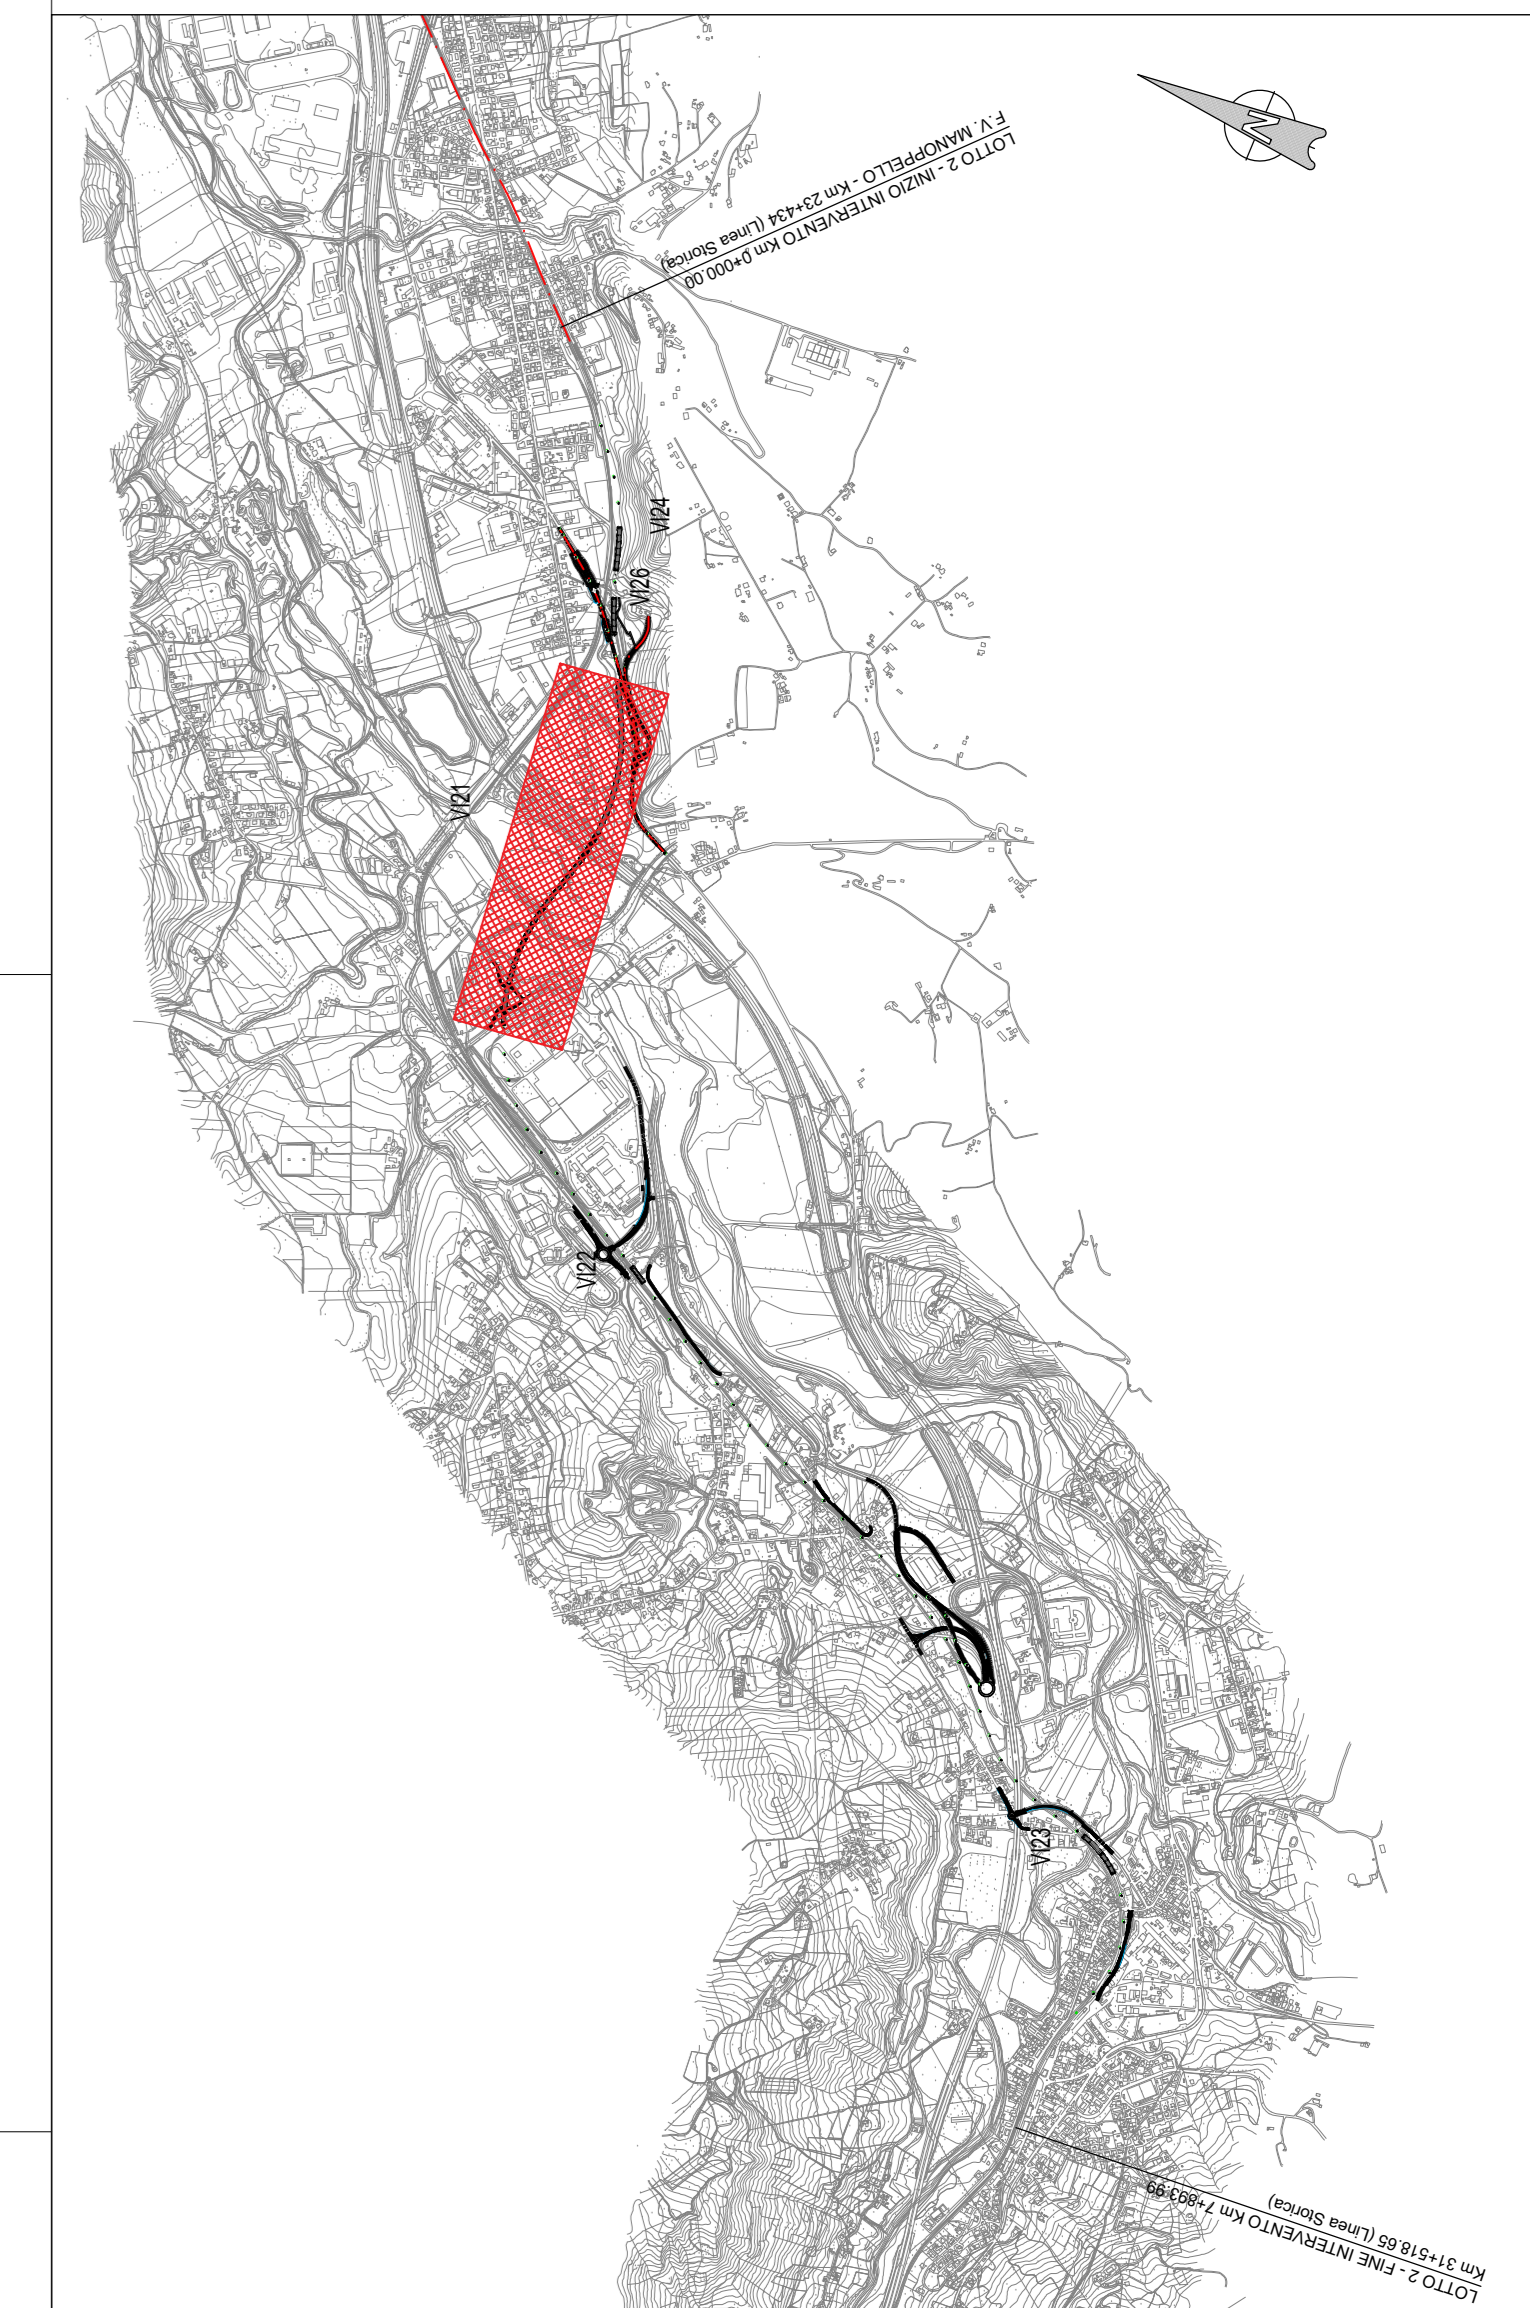 N
LOTTO 2 - INIZIO INTERVENTO Km 0+000.00
F.V. MANOPPELLO - Km 23+434 (Linea Storica)
VI24
VI26
VI21
VI22
VI23
LOTTO 2 - FINE INTERVENTO Km 7+893.99
Km 31+518.65 (Linea Storica)